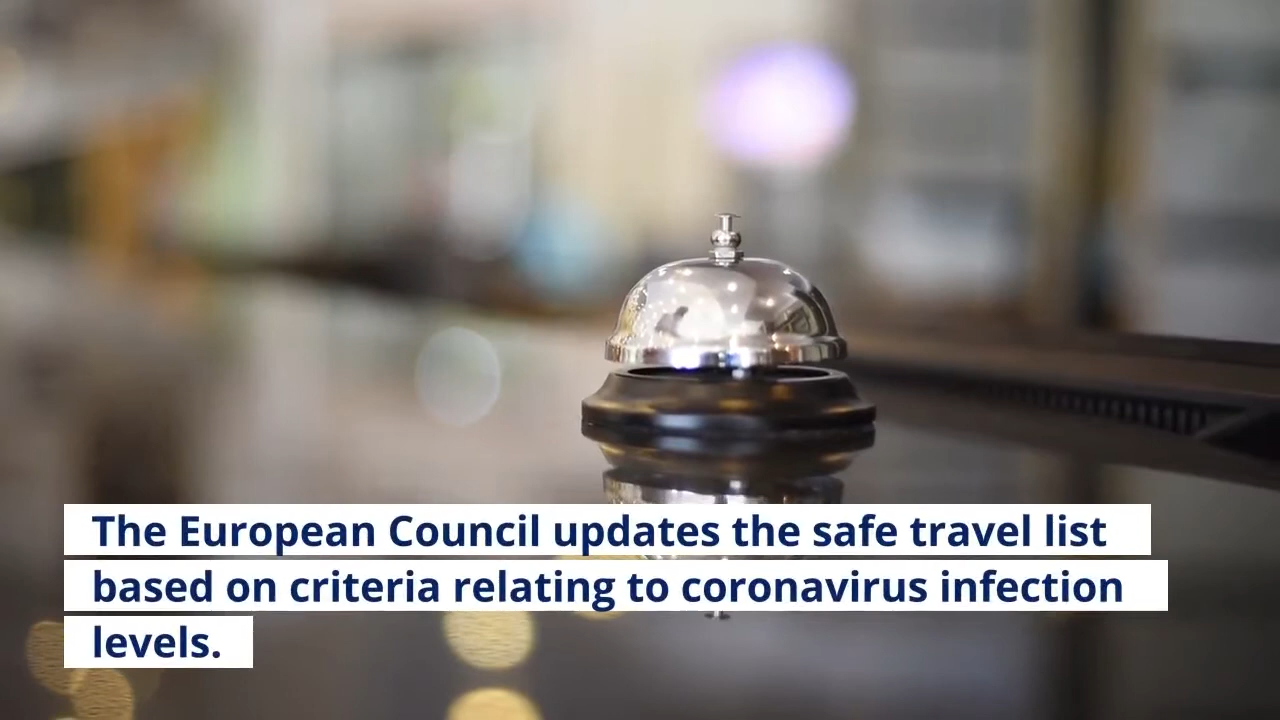 The European Council updates the safe travel list
based on criteria relating to coronavirus infection
levels.